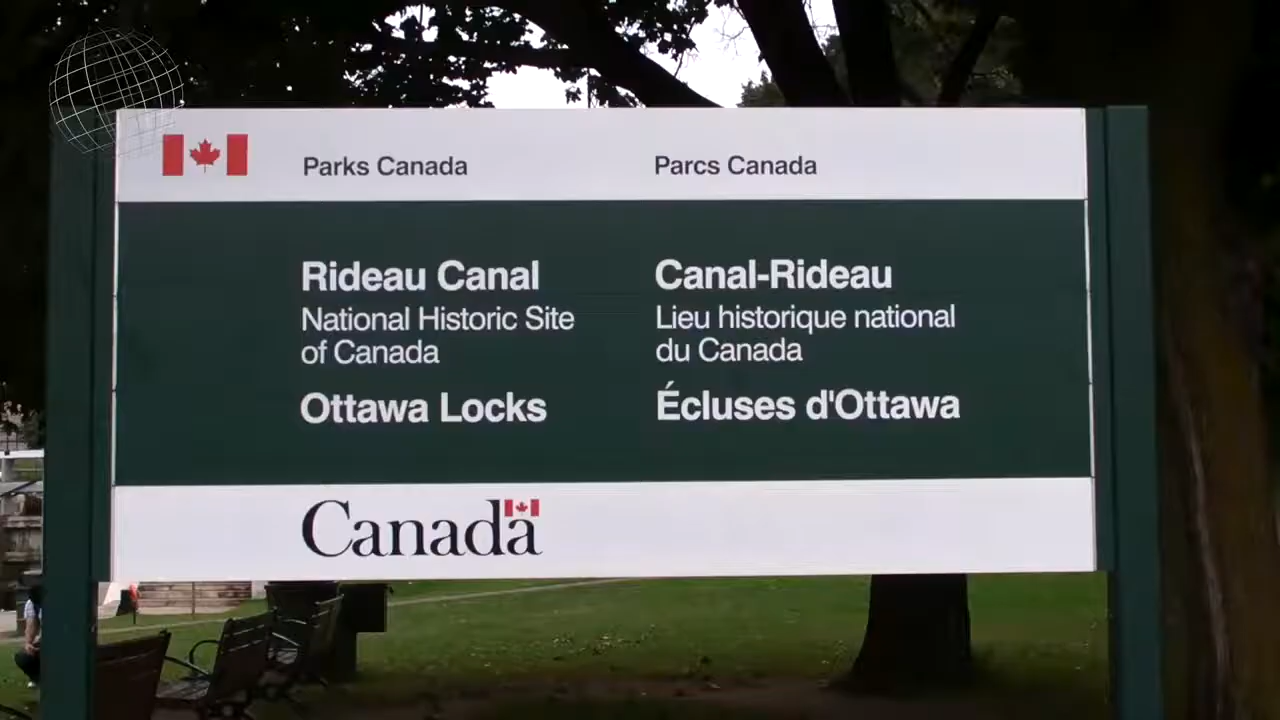 Parks Canada
Parcs Canada
Rideau Canal
National Historic Site
of Canada
Ottawa Locks
Canal-Rideau
Lieu historique national
du Canada
Écluses d'Ottawa
Canada